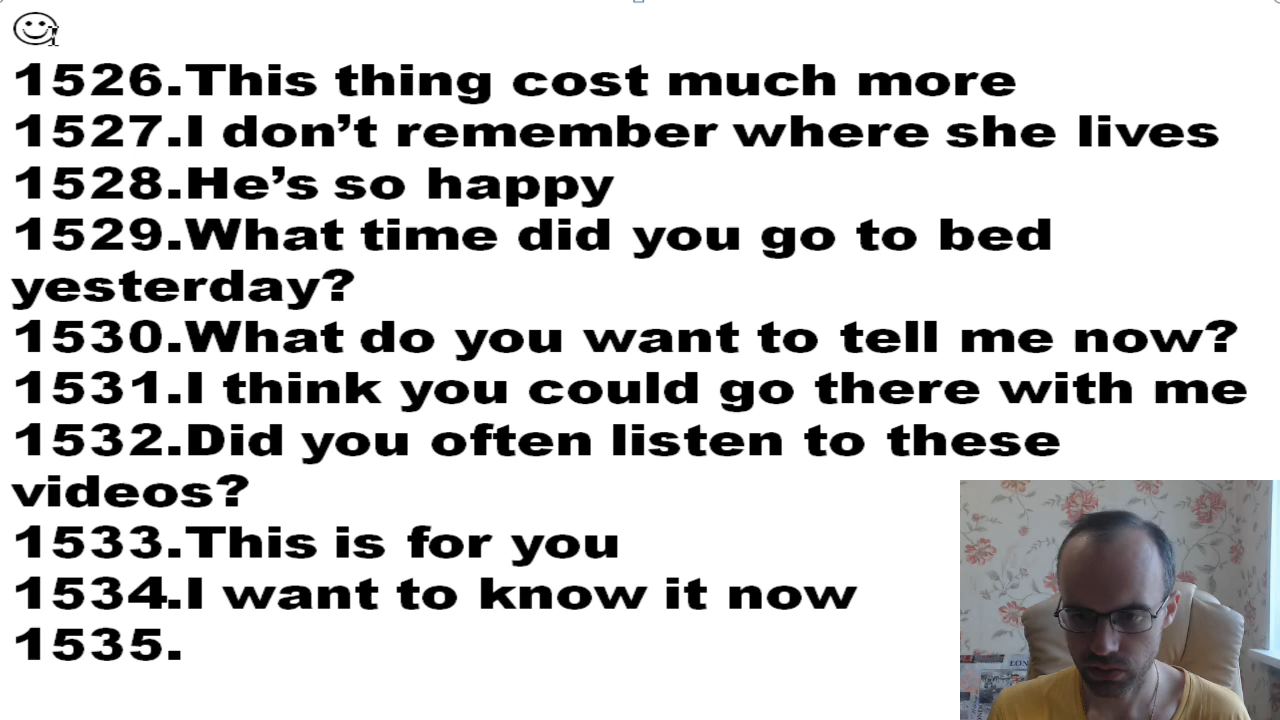 1526.This thing cost much more
1527.I don’t remember where she lives
1528.He’s so happy
1529.What time did you go to bed
yesterday?
1530.What do you want to tell me now?
1531.I think you could go there with me
1532.Did you often listen to these
videos?
1533.This is for you
1534.I want to know it now
1535.